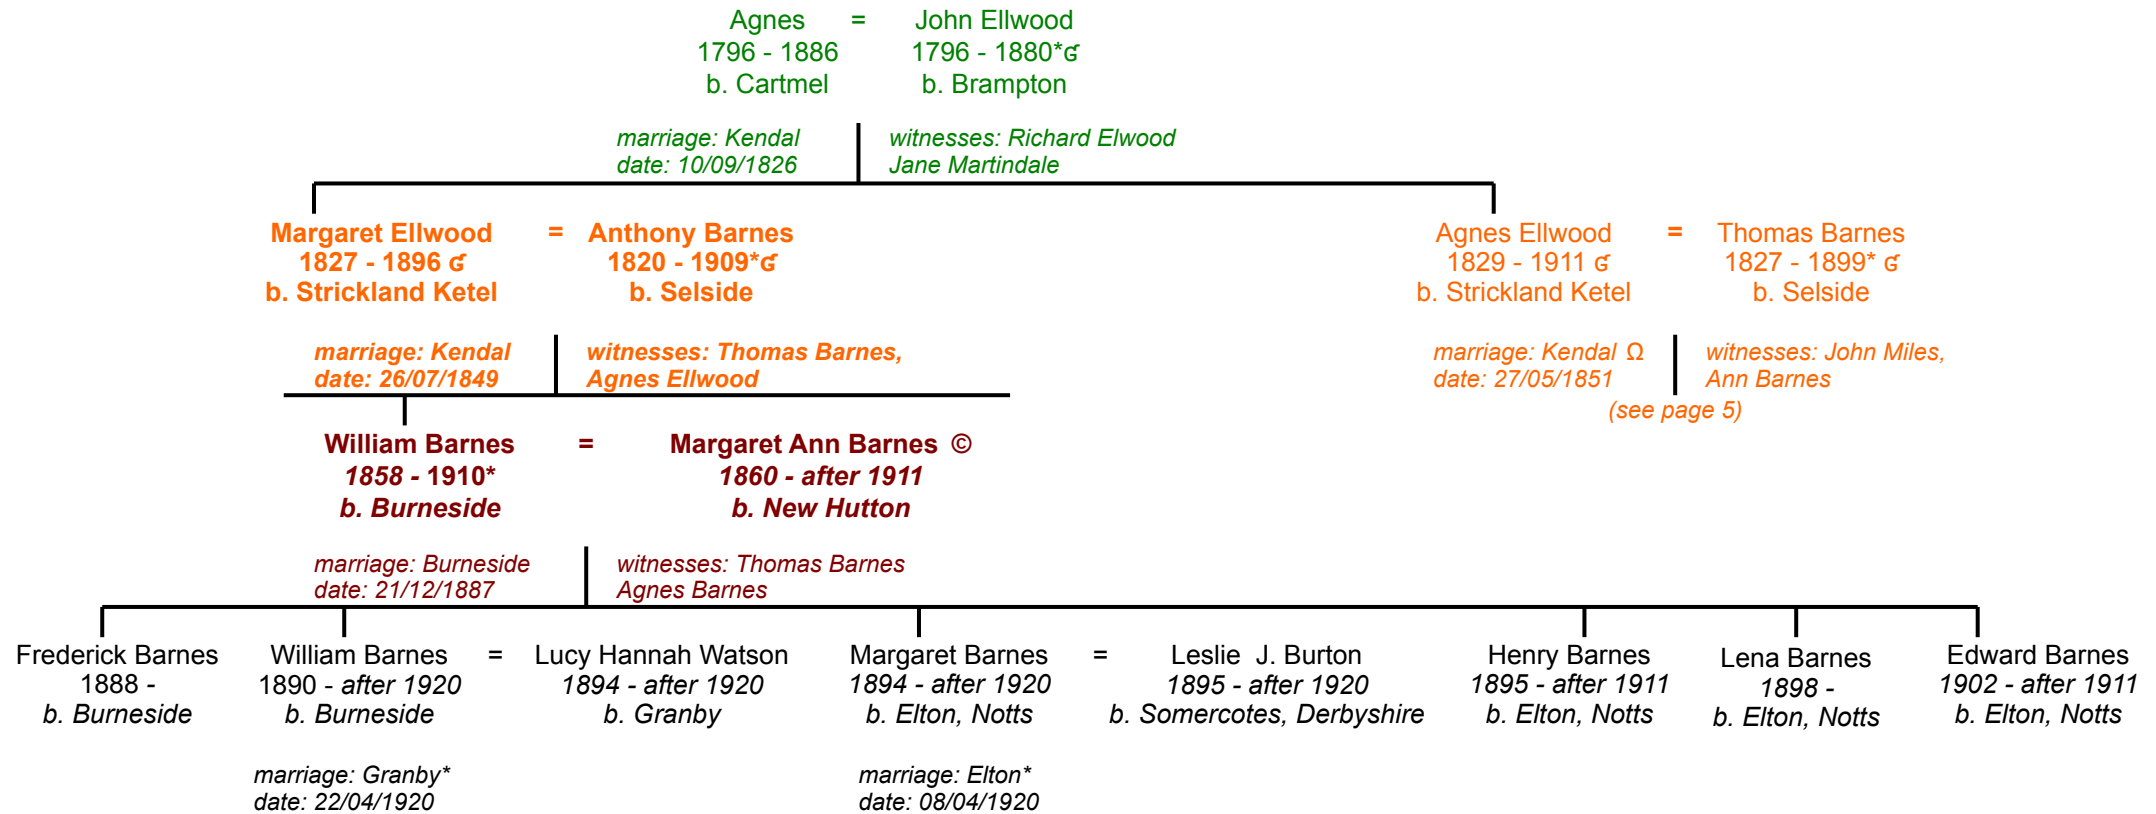 Agnes = John Ellwood
1796 - 1886 1796 - 1880*ɠ
b. Cartmel b. Brampton
marriage: Kendal witnesses: Richard Elwood
date: 10/09/1826 Jane Martindale
Margaret Ellwood = Anthony Barnes Agnes Ellwood = Thomas Barnes
1827 - 1896 ɠ 1820 - 1909*ɠ 1829 - 1911 ɠ 1827 - 1899* ɠ
b. Strickland Ketel b. Selside b. Strickland Ketel b. Selside
marriage: Kendal witnesses: Thomas Barnes, marriage: Kendal Ω witnesses: John Miles,
date: 26/07/1849 Agnes Ellwood date: 27/05/1851 Ann Barnes
(see page 5)
William Barnes = Margaret Ann Barnes ©
1858 - 1910* 1860 - after 1911
b. Burneside b. New Hutton
marriage: Burneside witnesses: Thomas Barnes
date: 21/12/1887 Agnes Barnes
Frederick Barnes William Barnes = Lucy Hannah Watson Margaret Barnes = Leslie J. Burton Henry Barnes Lena Barnes Edward Barnes
1888 - 1890 - after 1920 1894 - after 1920 1894 - after 1920 1895 - after 1920 1895 - after 1911 1898 - 1902 - after 1911
b. Burneside b. Burneside b. Granby b. Elton, Notts b. Somercotes, Derbyshire b. Elton, Notts b. Elton, Notts b. Elton, Notts
marriage: Granby* marriage: Elton*
date: 22/04/1920 date: 08/04/1920